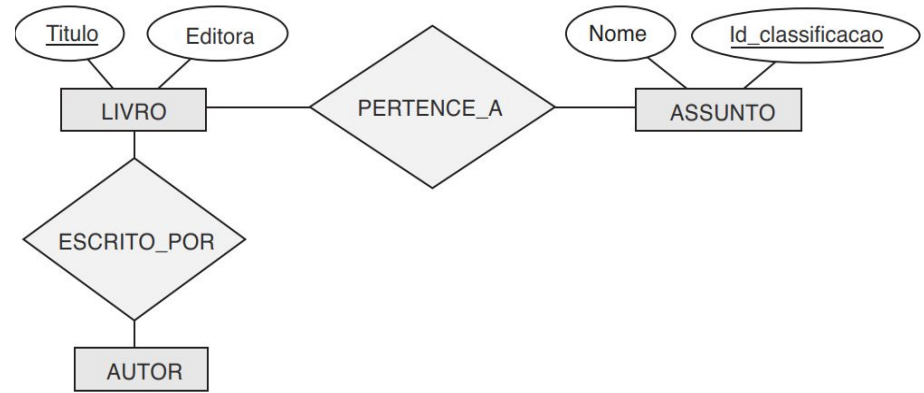 Titulo
Editora
Nome
Id_classificacao
LIVRO
PERTENCE_A
ASSUNTO
ESCRITO_POR
AUTOR